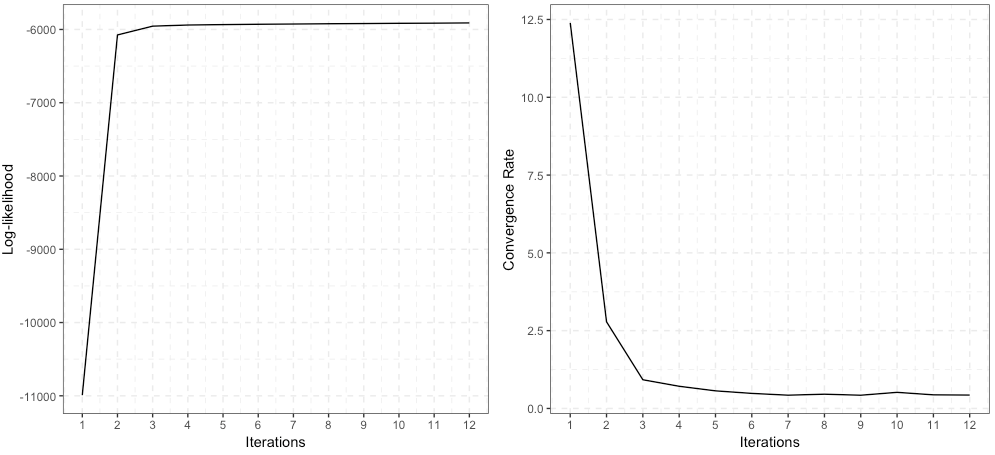 Log-likelihood
-6000
-7000
-8000
-9000
-10000
-11000
1 2 3 4 5 6 7 8 9 10 11 12
Iterations
Convergence Rate
12.5
10.0
7.5
5.0
2.5
0.0
1 2 3 4 5 6 7 8 9 10 11 12
Iterations